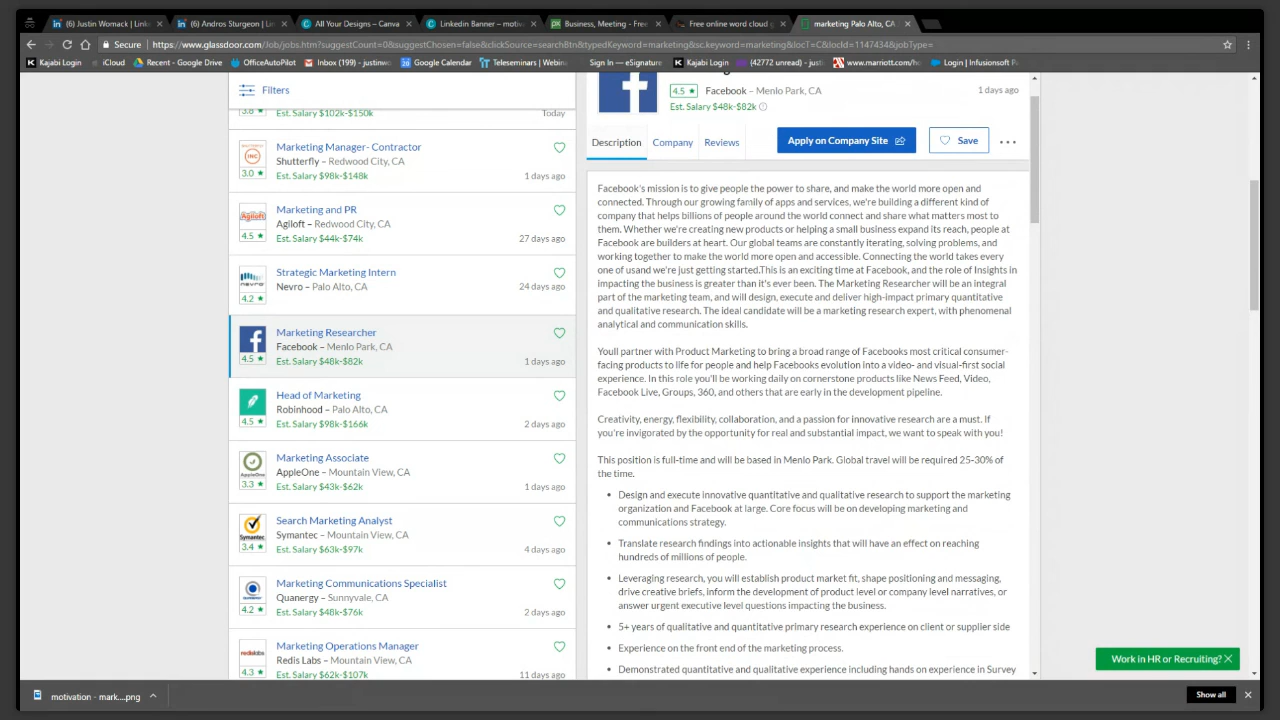 (6) Justin Womack | Link
(6) Andros Sturgeon | Lin
All Your Designs – Canva
Linkedin Banner – motiv
Business, Meeting - Free
Free online word cloud g
marketing Palo Alto, CA
Secure
https://www.glassdoor.com/Job/jobs.htm?suggestCount=0&suggestChosen=false&clickSource=searchBtn&typedKeyword=marketing&sc.keyword=marketing&locT=C&locId=1147434&jobType=
Kajabi Login
iCloud
Recent - Google Drive
OfficeAutoPilot
Inbox (199) - justinwo
Google Calendar
Teleseminars | Webin
Sign In — eSignature
Kajabi Login
(42772 unread) - justi
www.marriott.com/h
Login | Infusionsoft
Filters
3.8 ★
Est. Salary $102k-$150k
Today
Marketing Manager- Contractor
Shutterfly – Redwood City, CA
3.0 ★
Est. Salary $98k-$148k
1 days ago
Marketing and PR
Agiloft
Agiloft – Redwood City, CA
4.5 ★
Est. Salary $44k-$74k
27 days ago
Strategic Marketing Intern
nevro
Nevro – Palo Alto, CA
24 days ago
4.2 ★
Marketing Researcher
Facebook – Menlo Park, CA
4.5 ★
Est. Salary $48k-$82k
1 days ago
Head of Marketing
Robinhood – Palo Alto, CA
4.5 ★
Est. Salary $98k-$166k
2 days ago
Marketing Associate
AppleOne
AppleOne – Mountain View, CA
3.3 ★
Est. Salary $43k-$62k
1 days ago
Search Marketing Analyst
Symantec
Symantec – Mountain View, CA
3.4 ★
Est. Salary $63k-$97k
4 days ago
Marketing Communications Specialist
Quanergy – Sunnyvale, CA
4.2 ★
Est. Salary $48k-$76k
2 days ago
Marketing Operations Manager
redislabs
Redis Labs – Mountain View, CA
4.3 ★
Est. Salary $62k-$107k
11 days ago
4.5 ★
Facebook – Menlo Park, CA
1 days ago
Est. Salary $48k-$82k
Description
Company
Reviews
Apply on Company Site
Save
Facebook's mission is to give people the power to share, and make the world more open and
connected. Through our growing family of apps and services, we're building a different kind of
company that helps billions of people around the world connect and share what matters most to
them. Whether we're creating new products or helping a small business expand its reach, people at
Facebook are builders at heart. Our global teams are constantly iterating, solving problems, and
working together to make the world more open and accessible. Connecting the world takes every
one of usand we're just getting started.This is an exciting time at Facebook, and the role of Insights in
impacting the business is greater than it's ever been. The Marketing Researcher will be an integral
part of the marketing team, and will design, execute and deliver high-impact primary quantitative
and qualitative research. The ideal candidate will be a marketing research expert, with phenomenal
analytical and communication skills.
Youll partner with Product Marketing to bring a broad range of Facebooks most critical consumer-
facing products to life for people and help Facebooks evolution into a video- and visual-first social
experience. In this role you'll be working daily on cornerstone products like News Feed, Video,
Facebook Live, Groups, 360, and others that are early in the development pipeline.
Creativity, energy, flexibility, collaboration, and a passion for innovative research are a must. If
you're invigorated by the opportunity for real and substantial impact, we want to speak with you!
This position is full-time and will be based in Menlo Park. Global travel will be required 25-30% of
the time.
• Design and execute innovative quantitative and qualitative research to support the marketing
organization and Facebook at large. Core focus will be on developing marketing and
communications strategy.
• Translate research findings into actionable insights that will have an effect on reaching
hundreds of millions of people.
• Leveraging research, you will establish product market fit, shape positioning and messaging,
drive creative briefs, inform the development of product level or company level narratives, or
answer urgent executive level questions impacting the business.
• 5+ years of qualitative and quantitative primary research experience on client or supplier side
• Experience on the front end of the marketing process.
• Demonstrated quantitative and qualitative experience including hands on experience in Survey
Work in HR or Recruiting?
motivation - mark....png
Show all